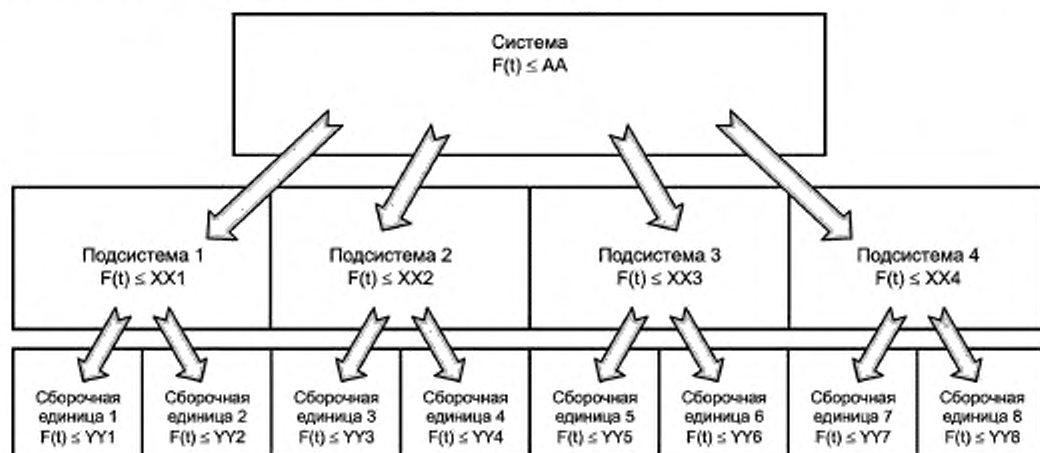 Система
F(t) ≤ AA
Подсистема 1
F(t) ≤ XX1
Подсистема 2
F(t) ≤ XX2
Подсистема 3
F(t) ≤ XX3
Подсистема 4
F(t) ≤ XX4
Сборочная
единица 1
F(t) ≤ YY1
Сборочная
единица 2
F(t) ≤ YY2
Сборочная
единица 3
F(t) ≤ YY3
Сборочная
единица 4
F(t) ≤ YY4
Сборочная
единица 5
F(t) ≤ YY5
Сборочная
единица 6
F(t) ≤ YY6
Сборочная
единица 7
F(t) ≤ YY7
Сборочная
единица 8
F(t) ≤ YY8